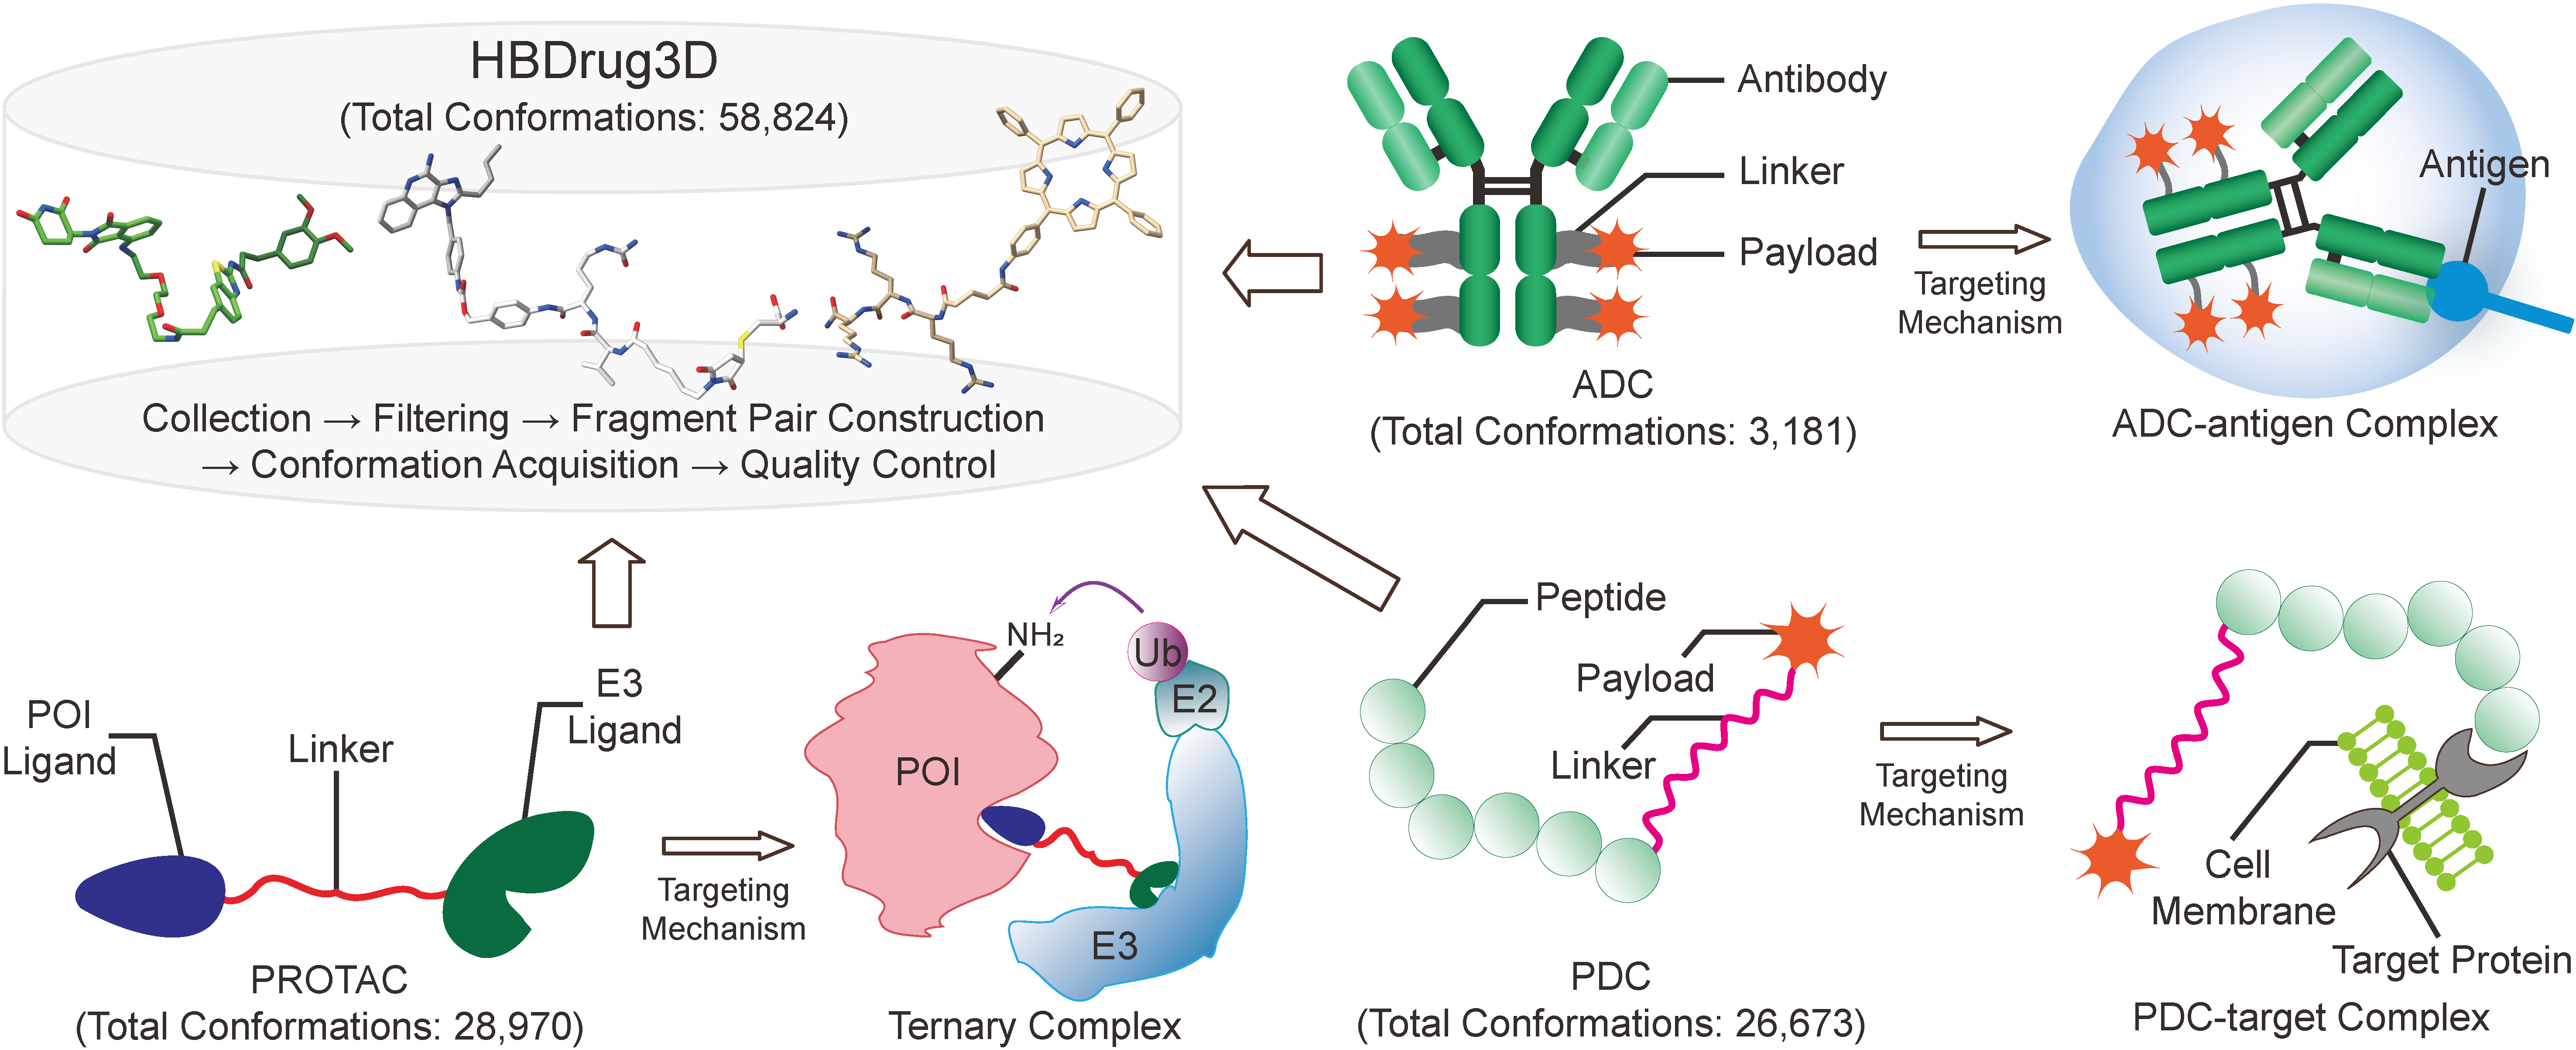 HBDrug3D
(Total Conformations: 58,824)
Collection → Filtering → Fragment Pair Construction
→ Conformation Acquisition → Quality Control
Antibody
Linker
Payload
ADC
(Total Conformations: 3,181)
Targeting
Mechanism
Antigen
ADC-antigen Complex
POI
Ligand
Linker
E3
Ligand
PROTAC
(Total Conformations: 28,970)
Targeting
Mechanism
NH₂
Ub
E2
POI
E3
Ternary Complex
Peptide
Payload
Linker
PDC
(Total Conformations: 26,673)
Targeting
Mechanism
Cell
Membrane
Target Protein
PDC-target Complex